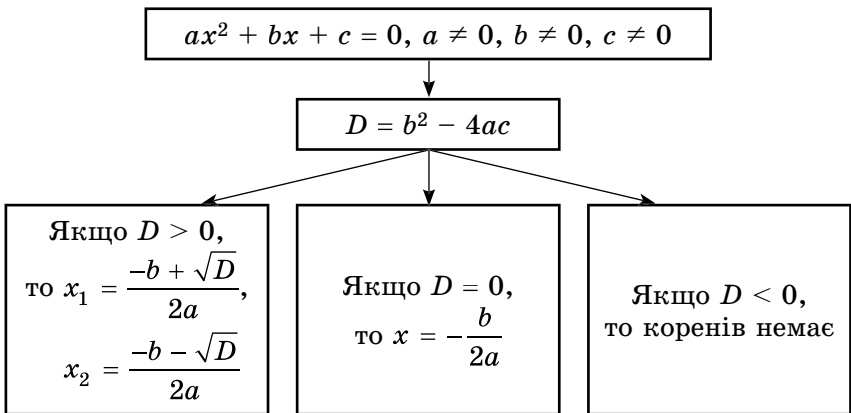 ax² + bx + c = 0, a ≠ 0, b ≠ 0, c ≠ 0
D = b² − 4ac
Якщо D > 0,
то x₁ = (−b + √D)/(2a),
x₂ = (−b − √D)/(2a)
Якщо D = 0,
то x = −b/(2a)
Якщо D < 0,
то коренів немає